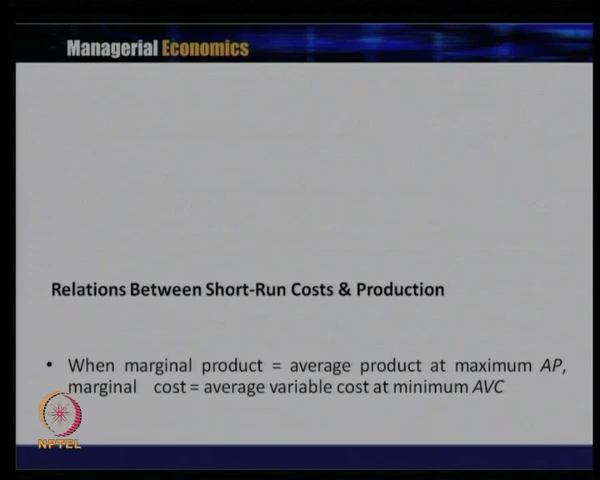 Managerial Economics
Relations Between Short-Run Costs & Production
• When marginal product = average product at maximum AP,
marginal cost = average variable cost at minimum AVC
NPTEL